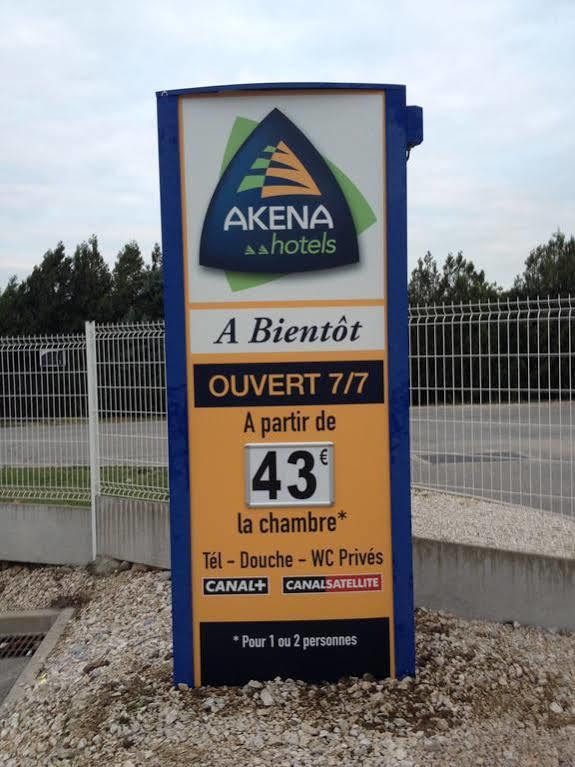 AKENA
hotels
A Bientôt
OUVERT 7/7
A partir de
43€
la chambre*
Tél - Douche - WC Privés
CANAL+ CANALSATELLITE
* Pour 1 ou 2 personnes